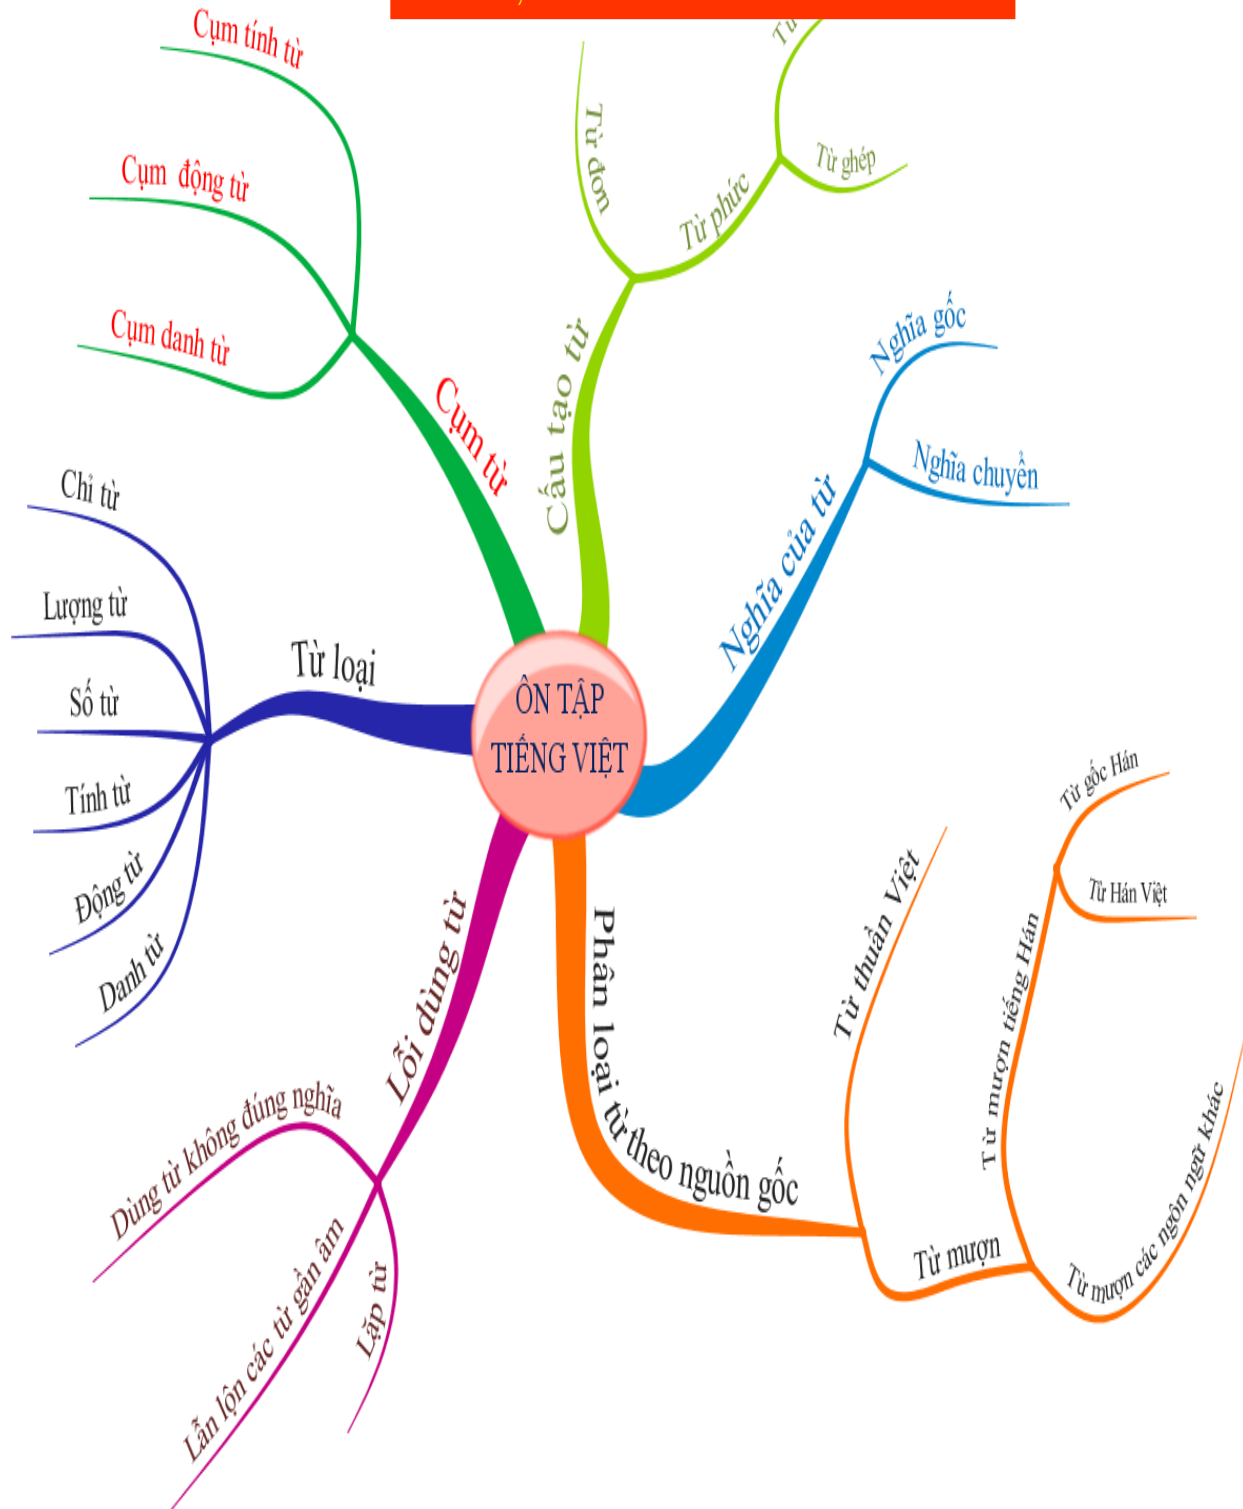 ÔN TẬP
TIẾNG VIỆT
Cấu tạo từ
Từ đơn
Từ phức
Từ
Từ ghép
Nghĩa của từ
Nghĩa gốc
Nghĩa chuyển
Phân loại từ theo nguồn gốc
Từ thuần Việt
Từ mượn
Từ mượn tiếng Hán
Từ gốc Hán
Từ Hán Việt
Từ mượn các ngôn ngữ khác
Lỗi dùng từ
Dùng từ không đúng nghĩa
Lẫn lộn các từ gần âm
Lặp từ
Từ loại
Chỉ từ
Lượng từ
Số từ
Tính từ
Động từ
Danh từ
Cụm từ
Cụm tính từ
Cụm động từ
Cụm danh từ